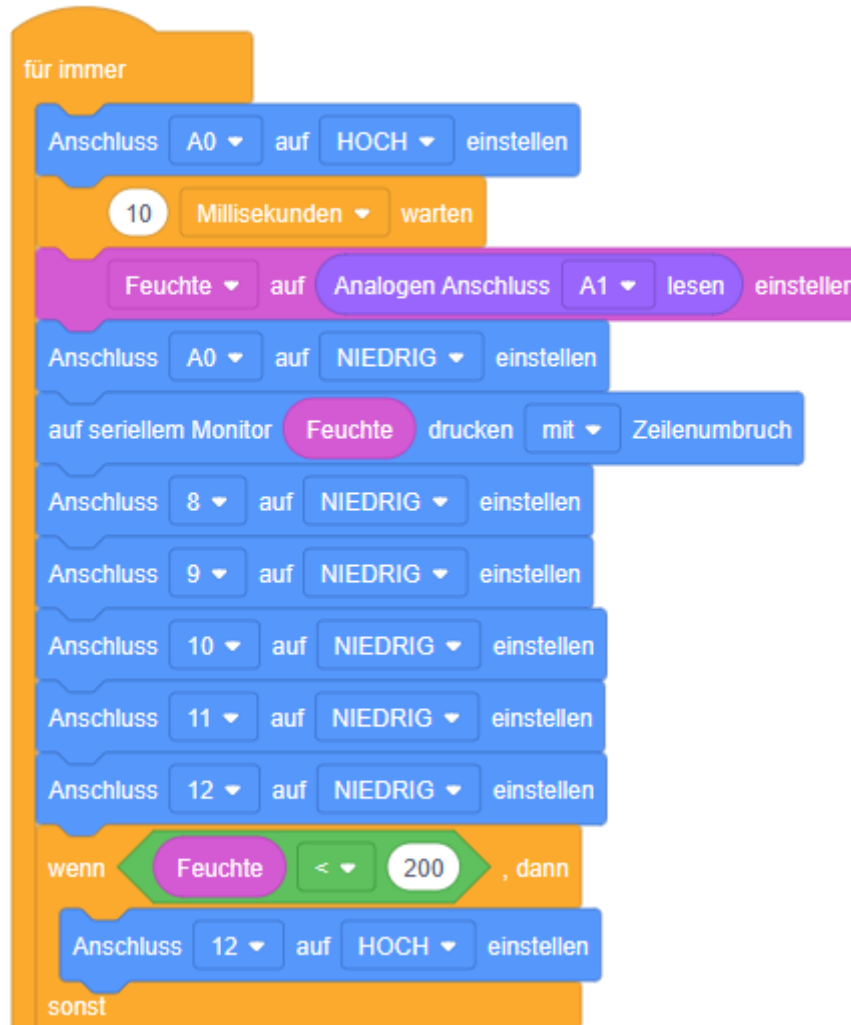 für immer
Anschluss A0 auf HOCH einstellen
10 Millisekunden warten
Feuchte auf Analogen Anschluss A1 lesen einstellen
Anschluss A0 auf NIEDRIG einstellen
auf seriellem Monitor Feuchte drucken mit Zeilenumbruch
Anschluss 8 auf NIEDRIG einstellen
Anschluss 9 auf NIEDRIG einstellen
Anschluss 10 auf NIEDRIG einstellen
Anschluss 11 auf NIEDRIG einstellen
Anschluss 12 auf NIEDRIG einstellen
wenn Feuchte < 200 , dann
Anschluss 12 auf HOCH einstellen
sonst